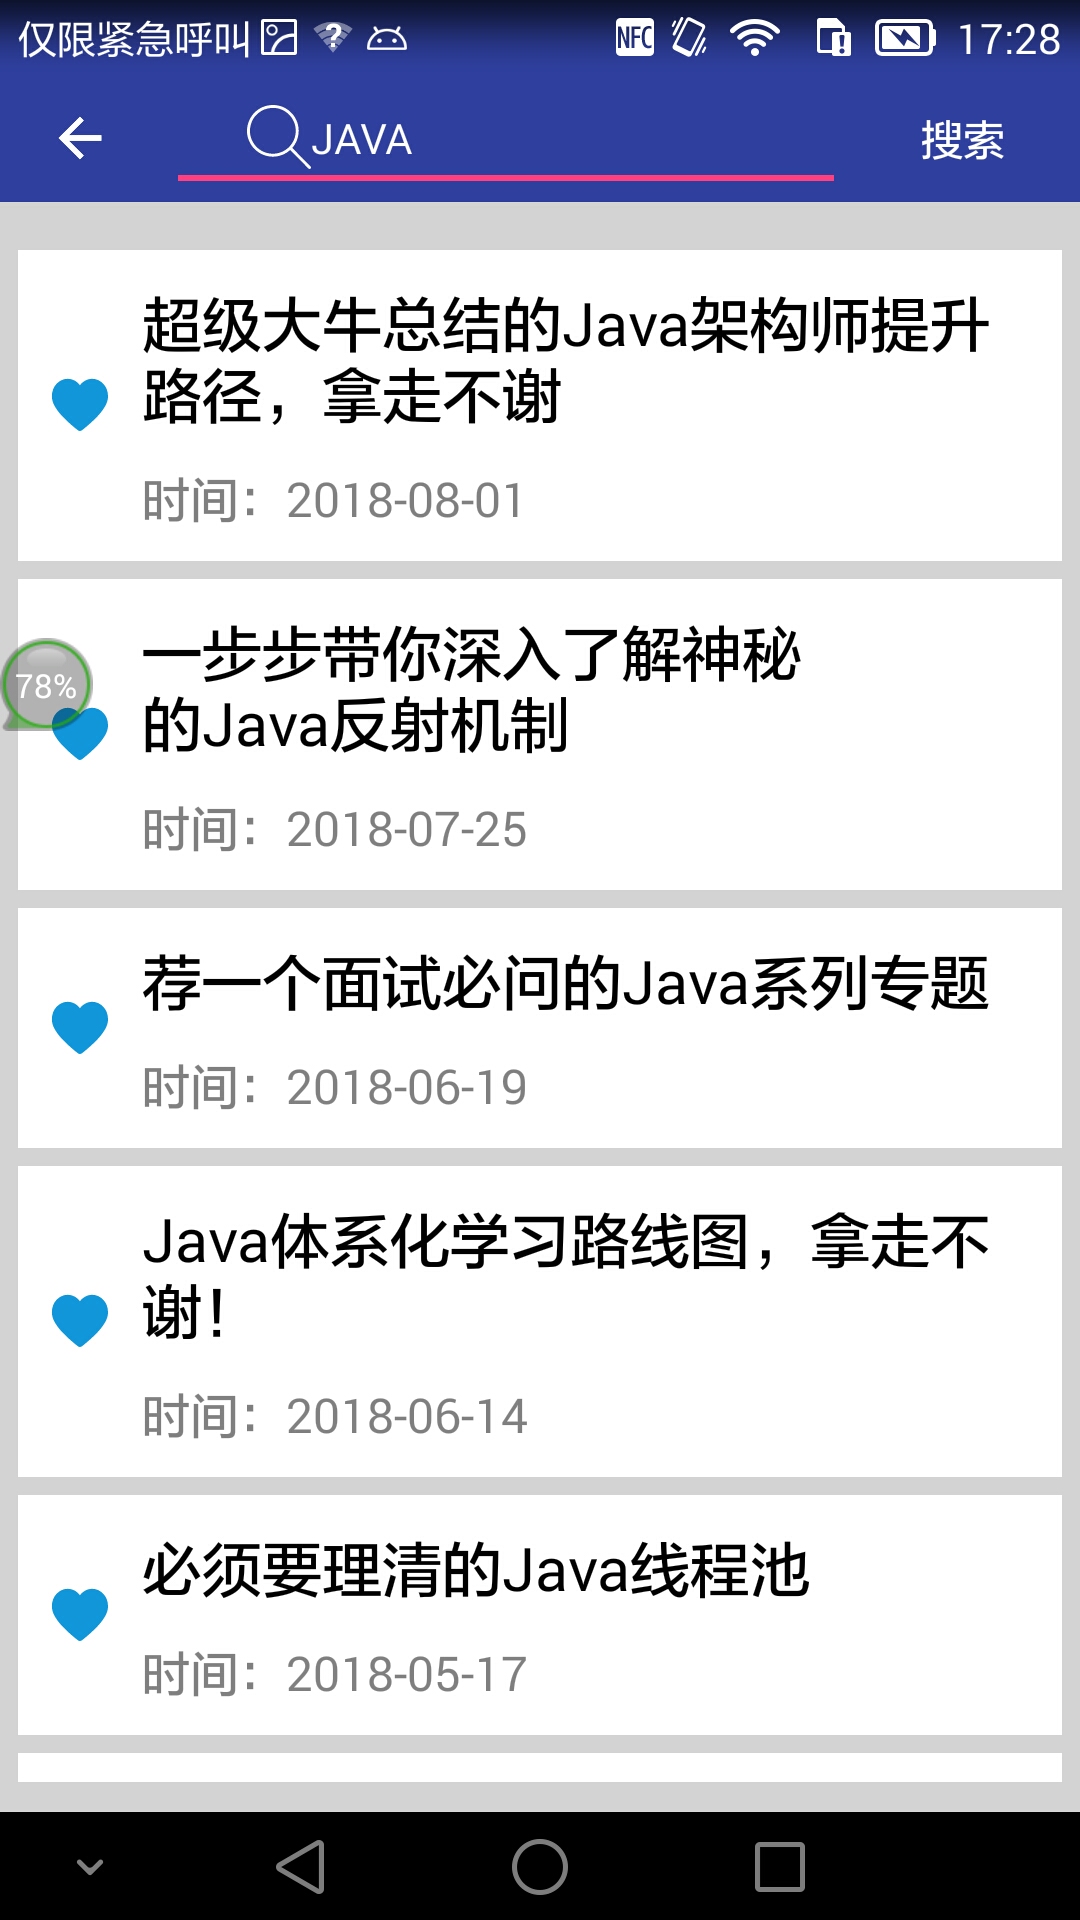 仅限紧急呼叫 NFC 17:28
JAVA 搜索
超级大牛总结的Java架构师提升
路径，拿走不谢
时间：2018-08-01
一步步带你深入了解神秘
78%
的Java反射机制
时间：2018-07-25
荐一个面试必问的Java系列专题
时间：2018-06-19
Java体系化学习路线图，拿走不
谢！
时间：2018-06-14
必须要理清的Java线程池
时间：2018-05-17